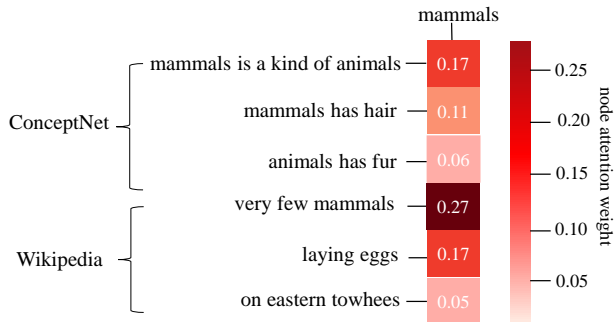 mammals
mammals is a kind of animals
0.17
mammals has hair
0.11
ConceptNet
animals has fur
0.06
very few mammals
0.27
Wikipedia
laying eggs
0.17
on eastern towhees
0.05
0.25
0.20
0.15
0.10
0.05
node attention weight